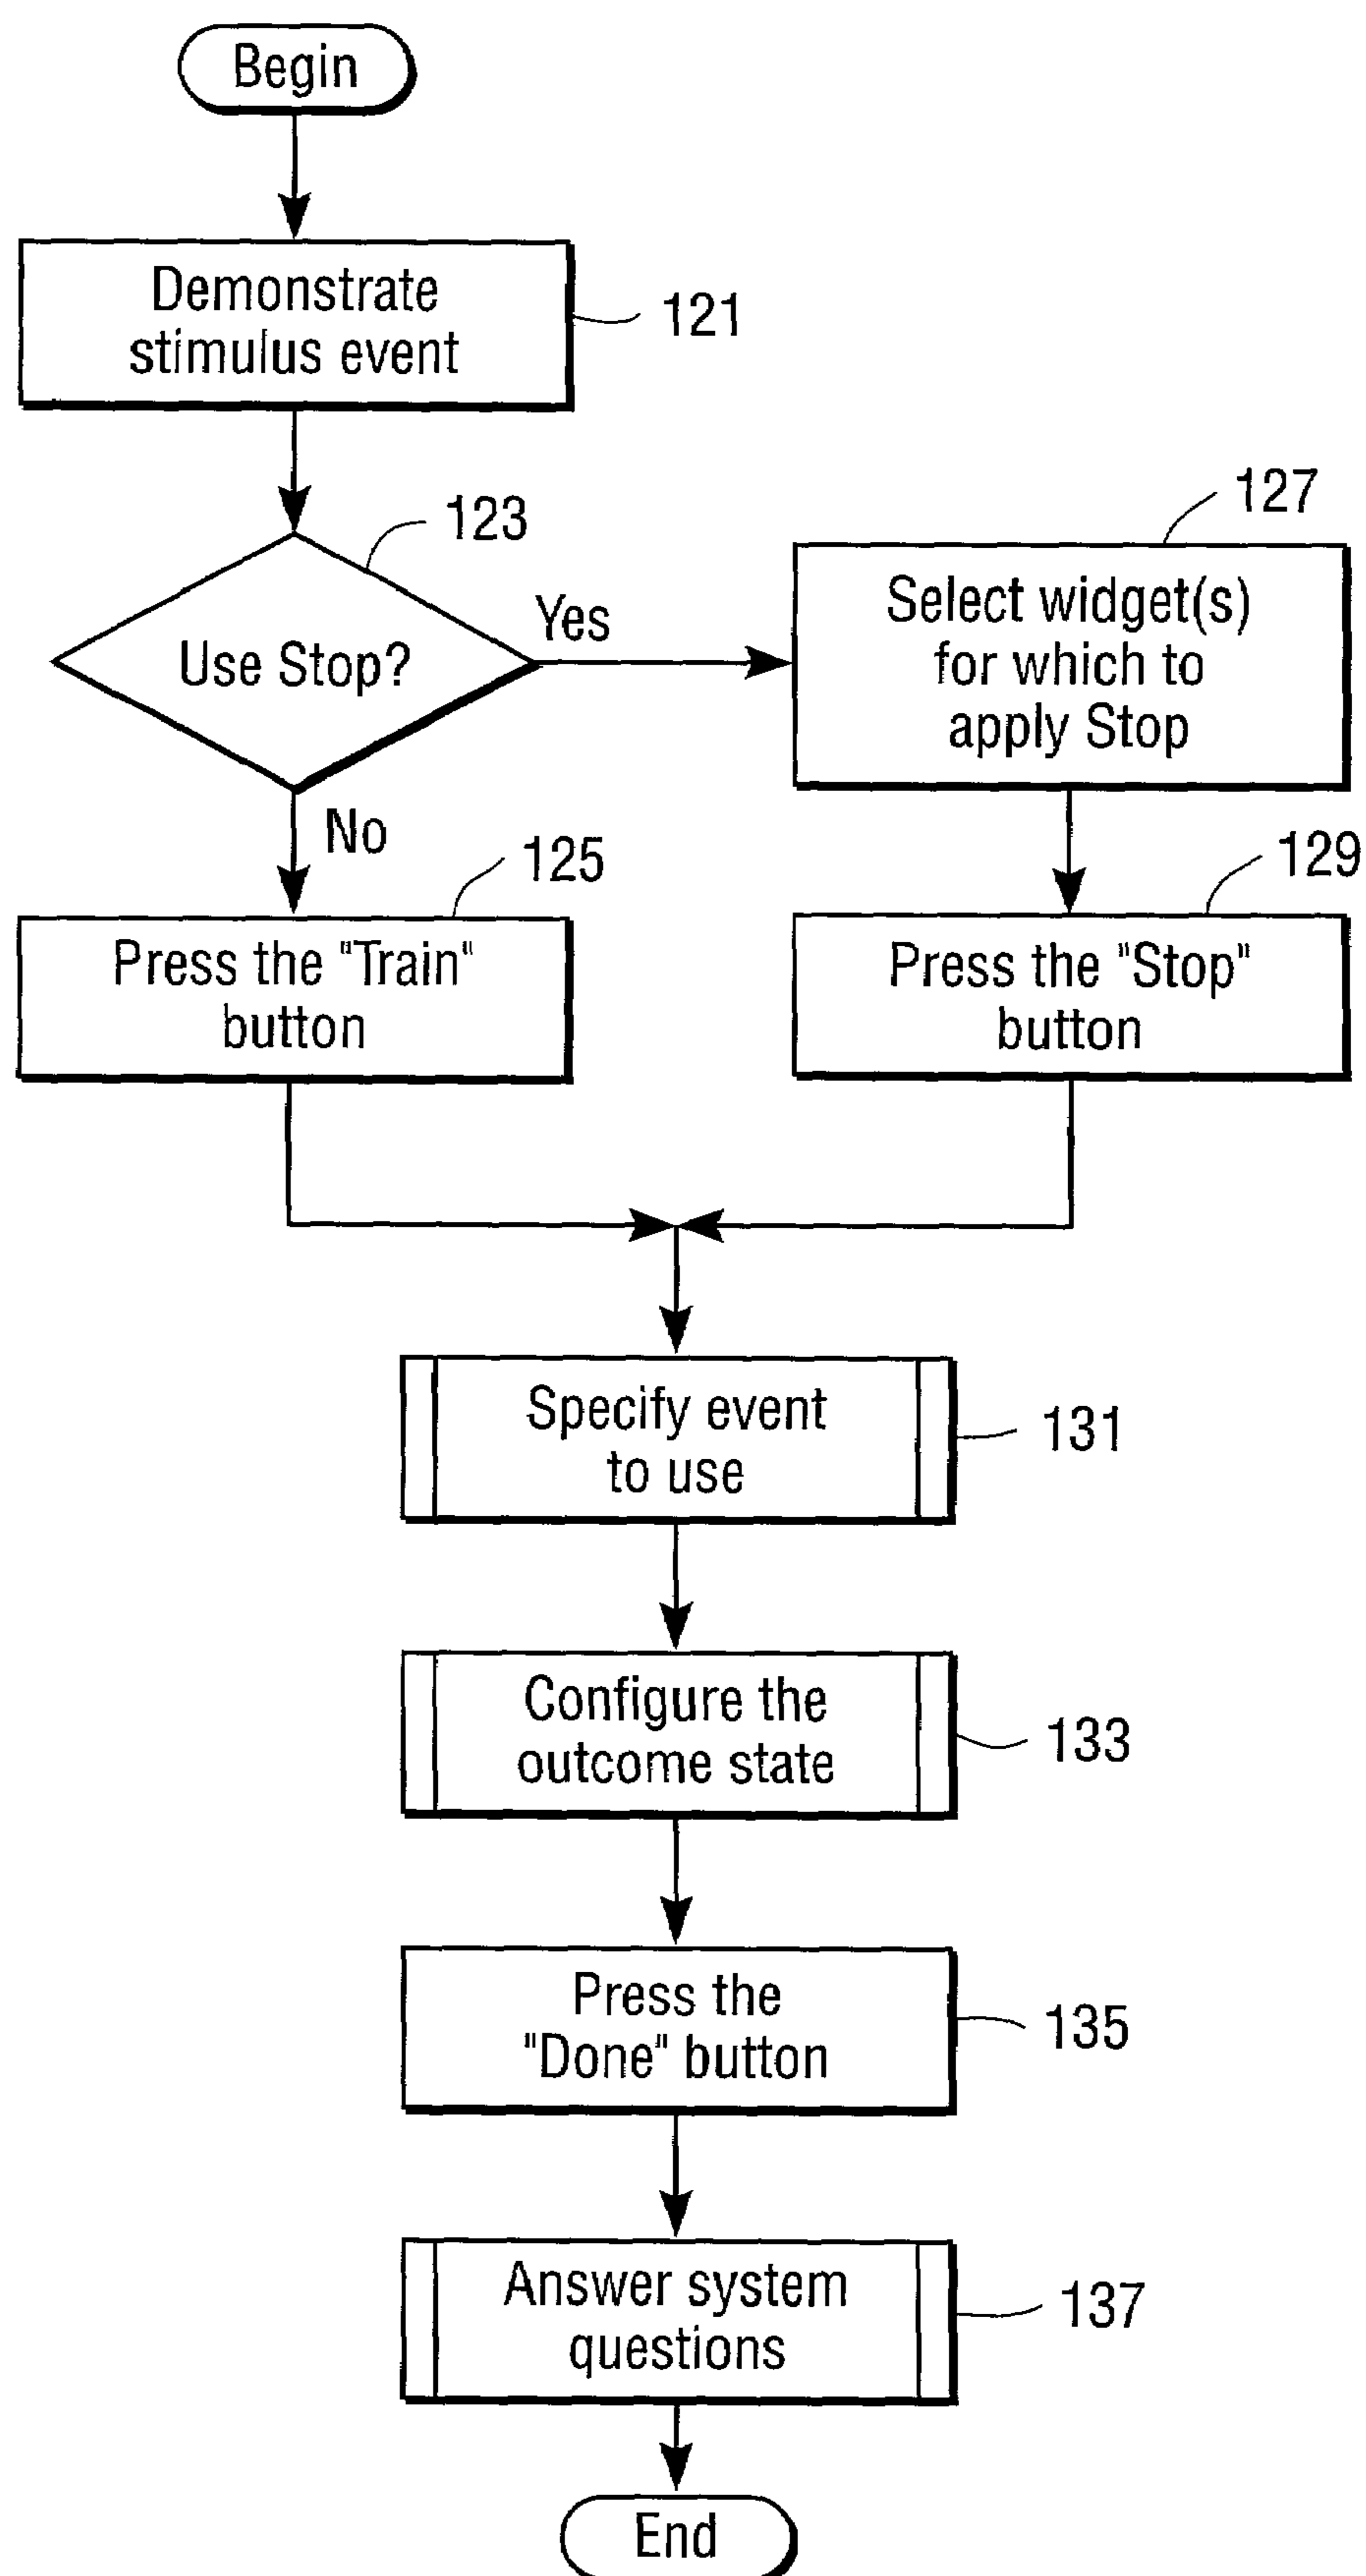 Begin
Demonstrate
stimulus event
121
123
Use Stop?
Yes
127
Select widget(s)
for which to
apply Stop
No
125
Press the "Train"
button
129
Press the "Stop"
button
Specify event
to use
131
Configure the
outcome state
133
Press the
"Done" button
135
Answer system
questions
137
End